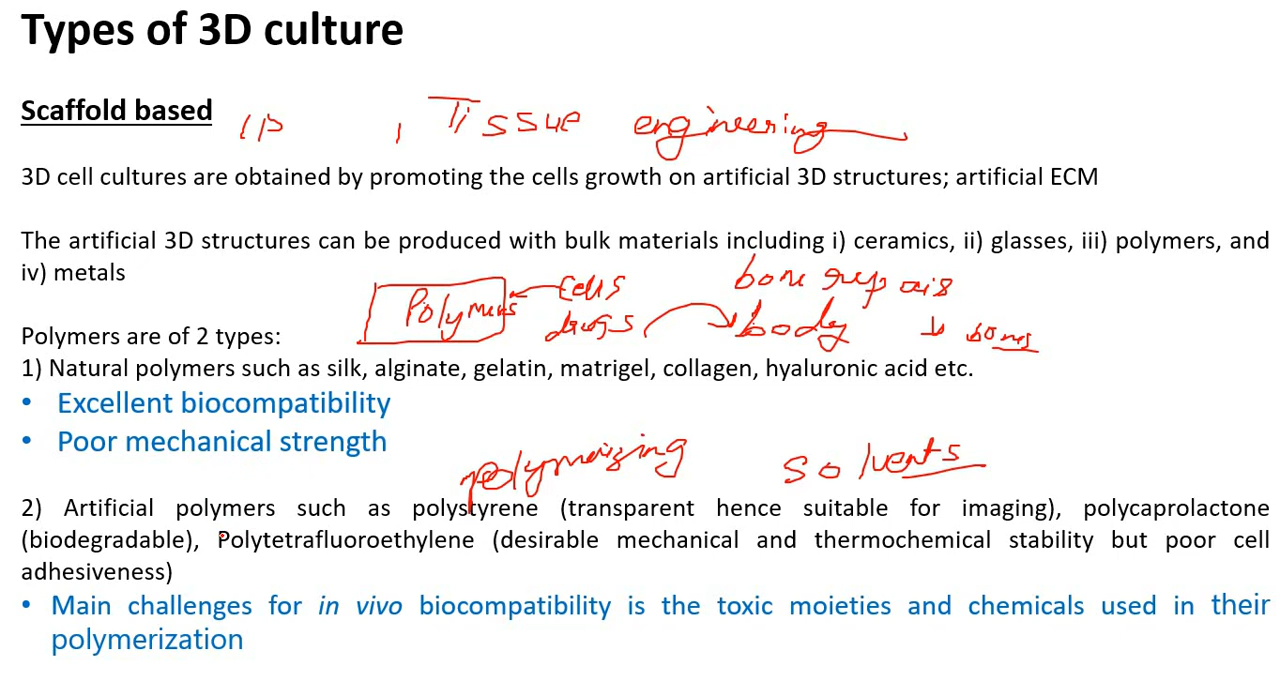 Types of 3D culture
Scaffold based
, Tissue engineering
3D cell cultures are obtained by promoting the cells growth on artificial 3D structures; artificial ECM
The artificial 3D structures can be produced with bulk materials including i) ceramics, ii) glasses, iii) polymers, and
iv) metals
bone repair
Polymers cells
drugs body bones
Polymers are of 2 types:
1) Natural polymers such as silk, alginate, gelatin, matrigel, collagen, hyaluronic acid etc.
• Excellent biocompatibility
• Poor mechanical strength
polymerizing solvents
2) Artificial polymers such as polystyrene (transparent hence suitable for imaging), polycaprolactone
(biodegradable), Polytetrafluoroethylene (desirable mechanical and thermochemical stability but poor cell
adhesiveness)
• Main challenges for in vivo biocompatibility is the toxic moieties and chemicals used in their
polymerization